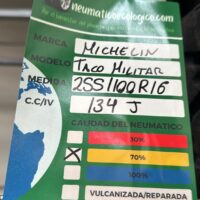 neumaticoecologico.com
MARCA MICHELIN
MODELO TACO MILITAR
MEDIDA 255/100R16
C.C/IV 134 J
CALIDAD DEL NEUMATICO
30%
70%
100%
VULCANIZADA/REPARADA